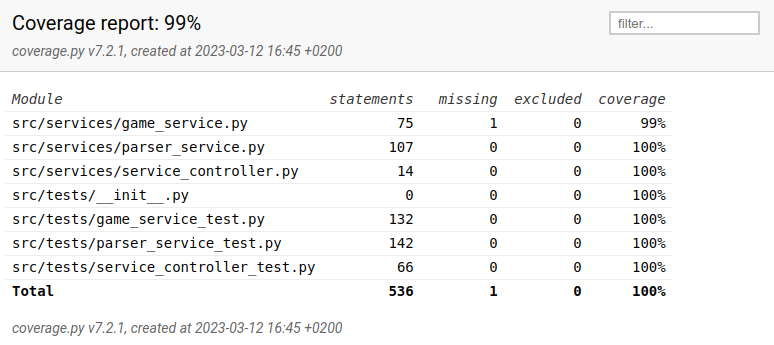 Coverage report: 99%
filter...
coverage.py v7.2.1, created at 2023-03-12 16:45 +0200
Module statements missing excluded coverage
src/services/game_service.py 75 1 0 99%
src/services/parser_service.py 107 0 0 100%
src/services/service_controller.py 14 0 0 100%
src/tests/__init__.py 0 0 0 100%
src/tests/game_service_test.py 132 0 0 100%
src/tests/parser_service_test.py 142 0 0 100%
src/tests/service_controller_test.py 66 0 0 100%
Total 536 1 0 100%
coverage.py v7.2.1, created at 2023-03-12 16:45 +0200